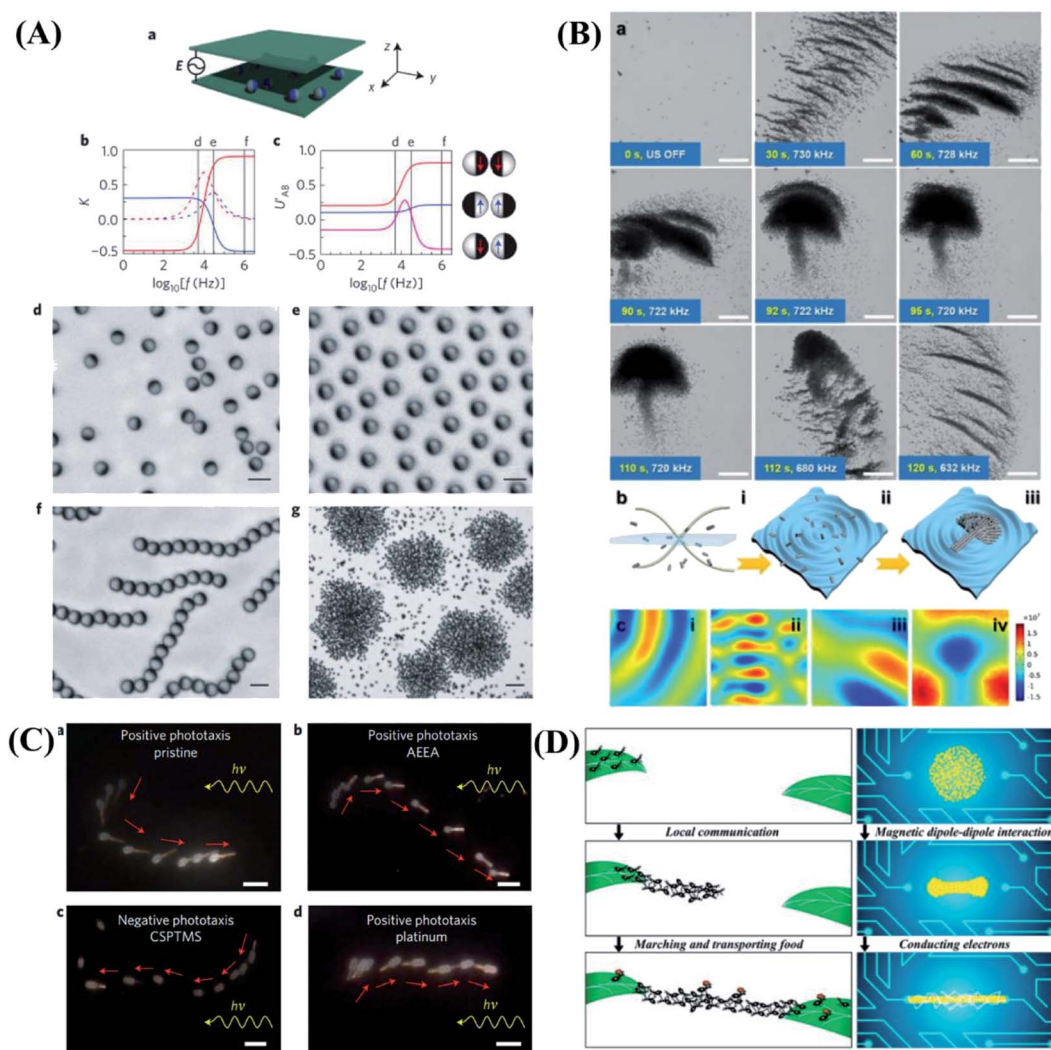 (A)
a
E
z
x
y
b
d
e
f
1.0
0.5
0.0
−0.5
K
0
2
4
6
log10[f (Hz)]
c
d
e
f
1.0
0.5
0.0
−0.5
U'AB
0
2
4
6
log10[f (Hz)]
d
e
f
g
(B)
a
0 s, US OFF
30 s, 730 kHz
60 s, 728 kHz
90 s, 722 kHz
92 s, 722 kHz
95 s, 720 kHz
110 s, 720 kHz
112 s, 680 kHz
120 s, 632 kHz
b
i
ii
iii
c
i
ii
iii
iv
1.5
1
0.5
0
-0.5
-1
-1.5
(C)
a
Positive phototaxis
pristine
hν
b
Positive phototaxis
AEEA
hν
c
Negative phototaxis
CSPTMS
hν
d
Positive phototaxis
platinum
hν
(D)
Local communication
Magnetic dipole-dipole interaction
Marching and transporting food
Conducting electrons